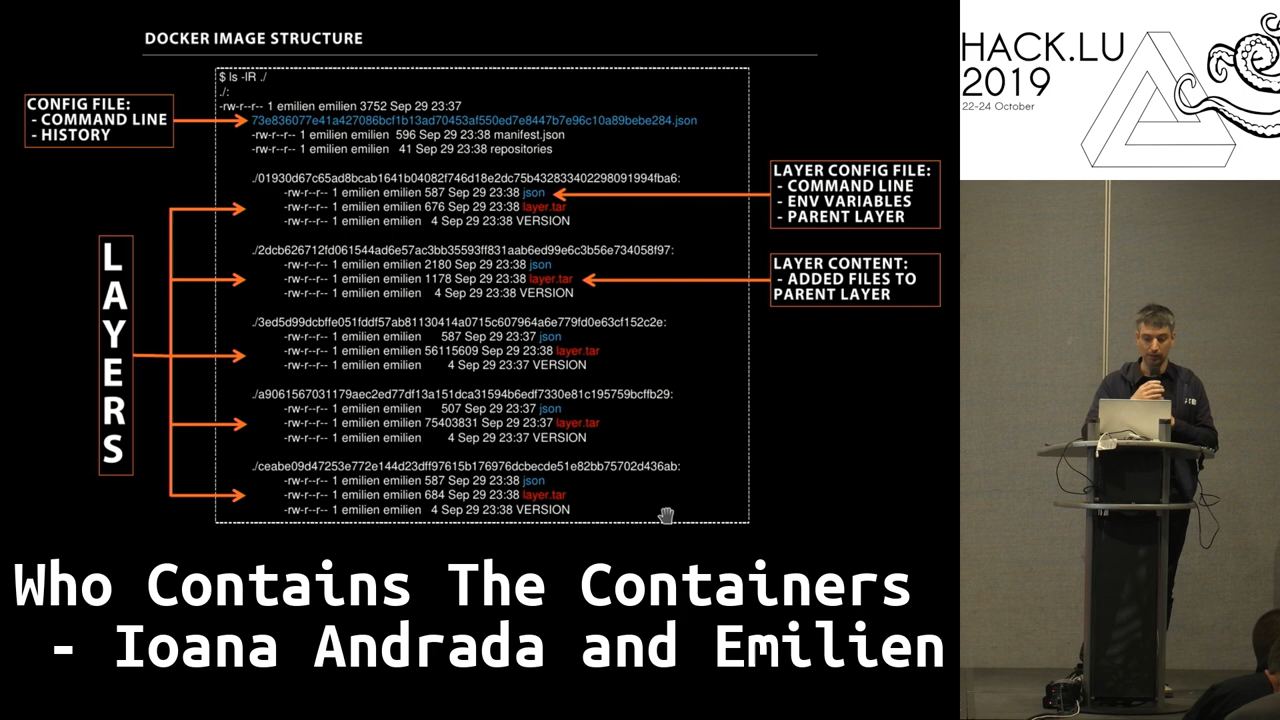 DOCKER IMAGE STRUCTURE
$ ls -lR ./
./:
-rw-r--r-- 1 emilien emilien 3752 Sep 29 23:37
73e836077e41a427086bcf1b13ad70453af550ed7e8447b7e96c10a89bebe284.json
-rw-r--r-- 1 emilien emilien 596 Sep 29 23:38 manifest.json
-rw-r--r-- 1 emilien emilien 41 Sep 29 23:38 repositories
./01930d67c65ad8bcab1641b04082f746d18e2dc75b432833402298091994fba6:
-rw-r--r-- 1 emilien emilien 587 Sep 29 23:38 json
-rw-r--r-- 1 emilien emilien 676 Sep 29 23:38 layer.tar
-rw-r--r-- 1 emilien emilien 4 Sep 29 23:38 VERSION
./2dcb626712fd061544ad6e57ac3bb35593ff831aab6ed99e6c3b56e734058f97:
-rw-r--r-- 1 emilien emilien 2180 Sep 29 23:38 json
-rw-r--r-- 1 emilien emilien 1178 Sep 29 23:38 layer.tar
-rw-r--r-- 1 emilien emilien 4 Sep 29 23:38 VERSION
./3ed5d99dcbffe051fddf57ab81130414a0715c607964a6e779fd0e63cf152c2e:
-rw-r--r-- 1 emilien emilien 587 Sep 29 23:37 json
-rw-r--r-- 1 emilien emilien 56115609 Sep 29 23:38 layer.tar
-rw-r--r-- 1 emilien emilien 4 Sep 29 23:37 VERSION
./a9061567031179aec2ed77df13a151dca31594b6edf7330e81c195759bcffb29:
-rw-r--r-- 1 emilien emilien 507 Sep 29 23:37 json
-rw-r--r-- 1 emilien emilien 75403831 Sep 29 23:37 layer.tar
-rw-r--r-- 1 emilien emilien 4 Sep 29 23:37 VERSION
./ceabe09d47253e772e144d23dff97615b176976dcbecde51e82bb75702d436ab:
-rw-r--r-- 1 emilien emilien 587 Sep 29 23:38 json
-rw-r--r-- 1 emilien emilien 684 Sep 29 23:38 layer.tar
-rw-r--r-- 1 emilien emilien 4 Sep 29 23:38 VERSION
CONFIG FILE:
- COMMAND LINE
- HISTORY
LAYERS
LAYER CONFIG FILE:
- COMMAND LINE
- ENV VARIABLES
- PARENT LAYER
LAYER CONTENT:
- ADDED FILES TO
PARENT LAYER
HACK.LU
2019
22-24 October
Who Contains The Containers
- Ioana Andrada and Emilien